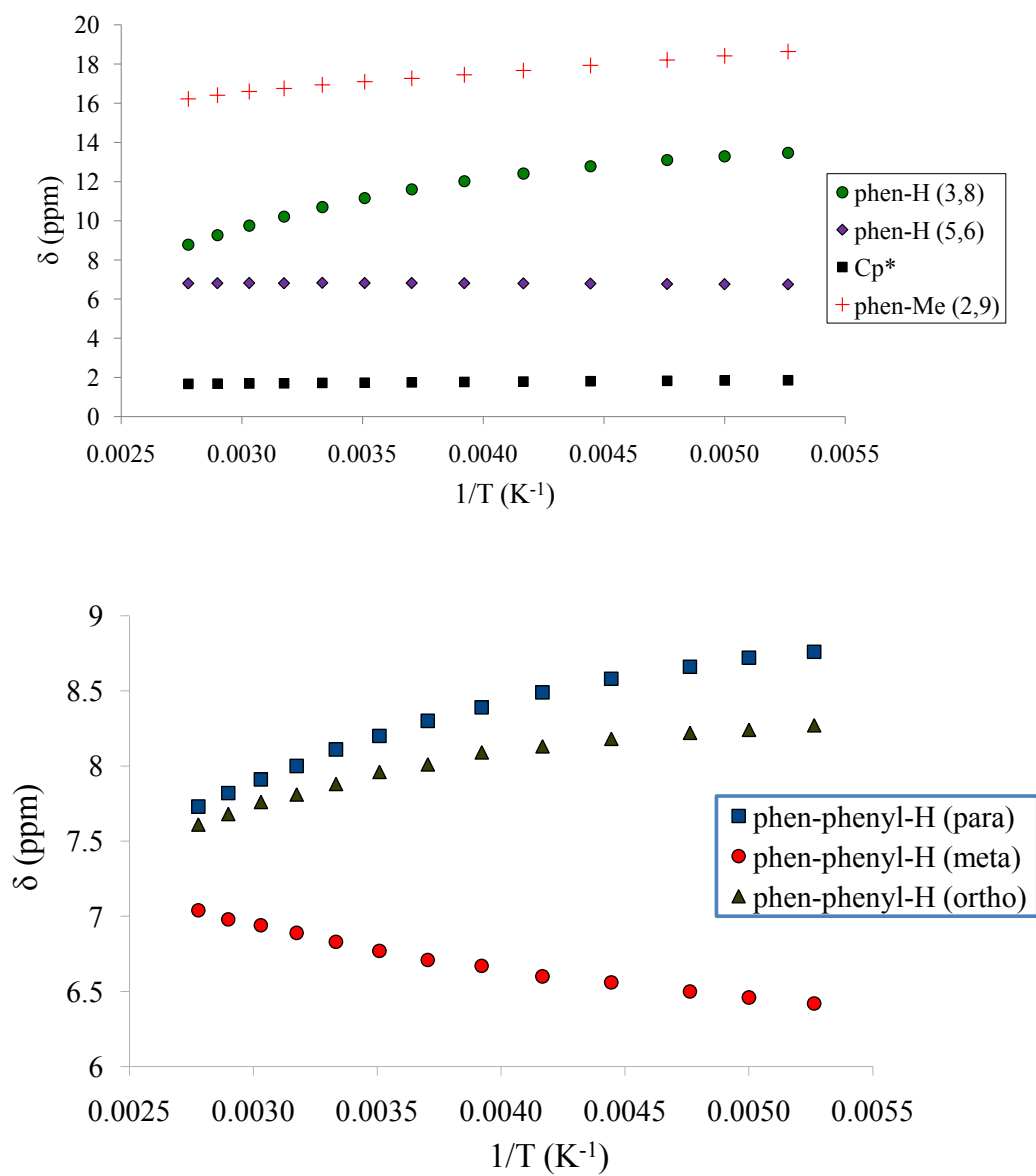 20
18
16
14
12
10
8
6
4
2
0
δ (ppm)
0.0025 0.0030 0.0035 0.0040 0.0045 0.0050 0.0055
1/T (K⁻¹)
phen-H (3,8)
phen-H (5,6)
Cp*
phen-Me (2,9)
9
8.5
8
7.5
7
6.5
6
δ (ppm)
0.0025 0.0030 0.0035 0.0040 0.0045 0.0050 0.0055
1/T (K⁻¹)
phen-phenyl-H (para)
phen-phenyl-H (meta)
phen-phenyl-H (ortho)